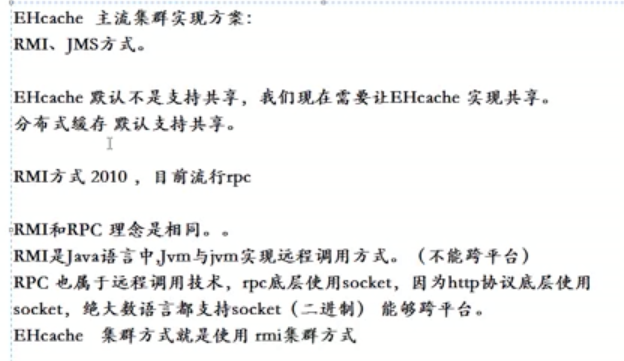 EHcache 主流集群实现方案：
RMI、JMS方式。
EHcache 默认不是支持共享，我们现在需要让EHcache 实现共享。
分布式缓存 默认支持共享。
RMI方式 2010 ，目前流行rpc
RMI和RPC 理念是相同。。
RMI是Java语言中,Jvm与jvm实现远程调用方式。（不能跨平台）
RPC 也属于远程调用技术，rpc底层使用socket，因为http协议底层使用
socket，绝大数语言都支持socket（二进制） 能够跨平台。
EHcache 集群方式就是使用 rmi集群方式